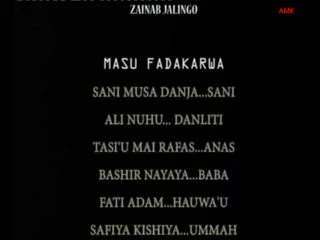 ZAINAB JALINGO
AMK
MASU FADAKARWA
SANI MUSA DANJA...SANI
ALI NUHU... DANLITI
TASI'U MAI RAFAS...ANAS
BASHIR NAYAYA...BABA
FATI ADAM...HAUWA'U
SAFIYA KISHIYA...UMMAH